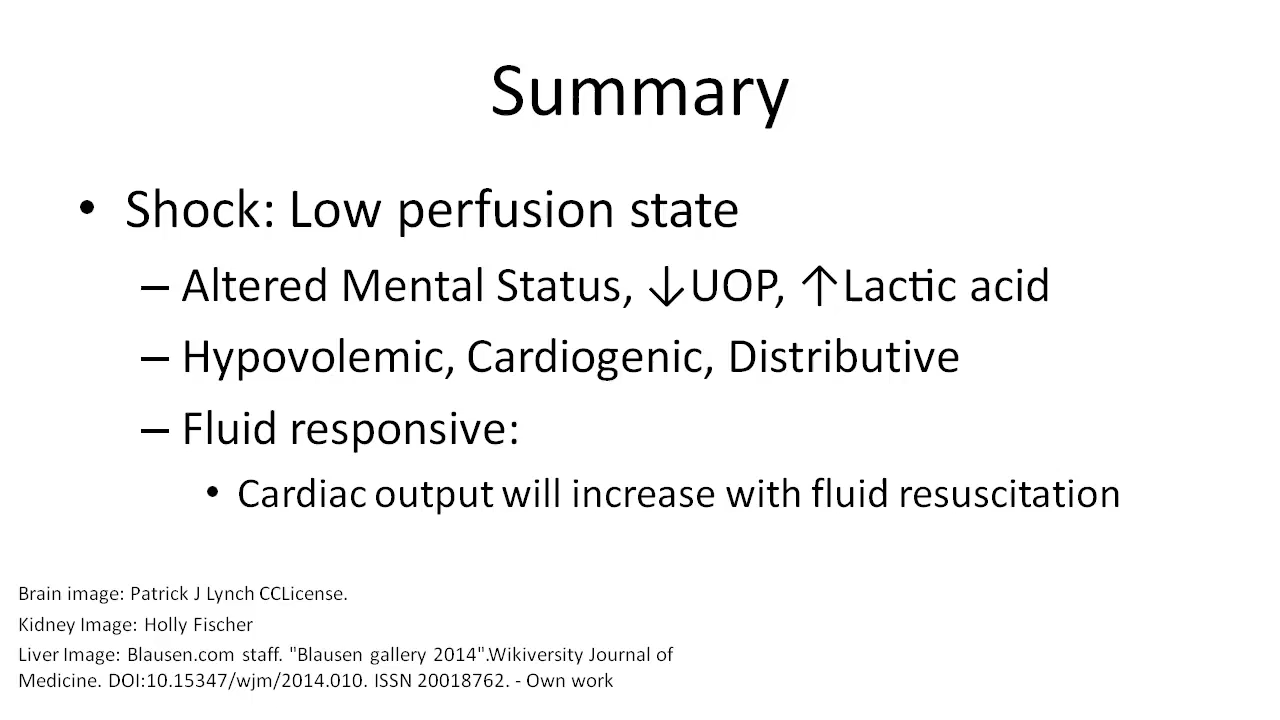 Summary
• Shock: Low perfusion state
– Altered Mental Status, ↓UOP, ↑Lactic acid
– Hypovolemic, Cardiogenic, Distributive
– Fluid responsive:
• Cardiac output will increase with fluid resuscitation
Brain image: Patrick J Lynch CCLicense.
Kidney Image: Holly Fischer
Liver Image: Blausen.com staff. "Blausen gallery 2014".Wikiversity Journal of
Medicine. DOI:10.15347/wjm/2014.010. ISSN 20018762. - Own work